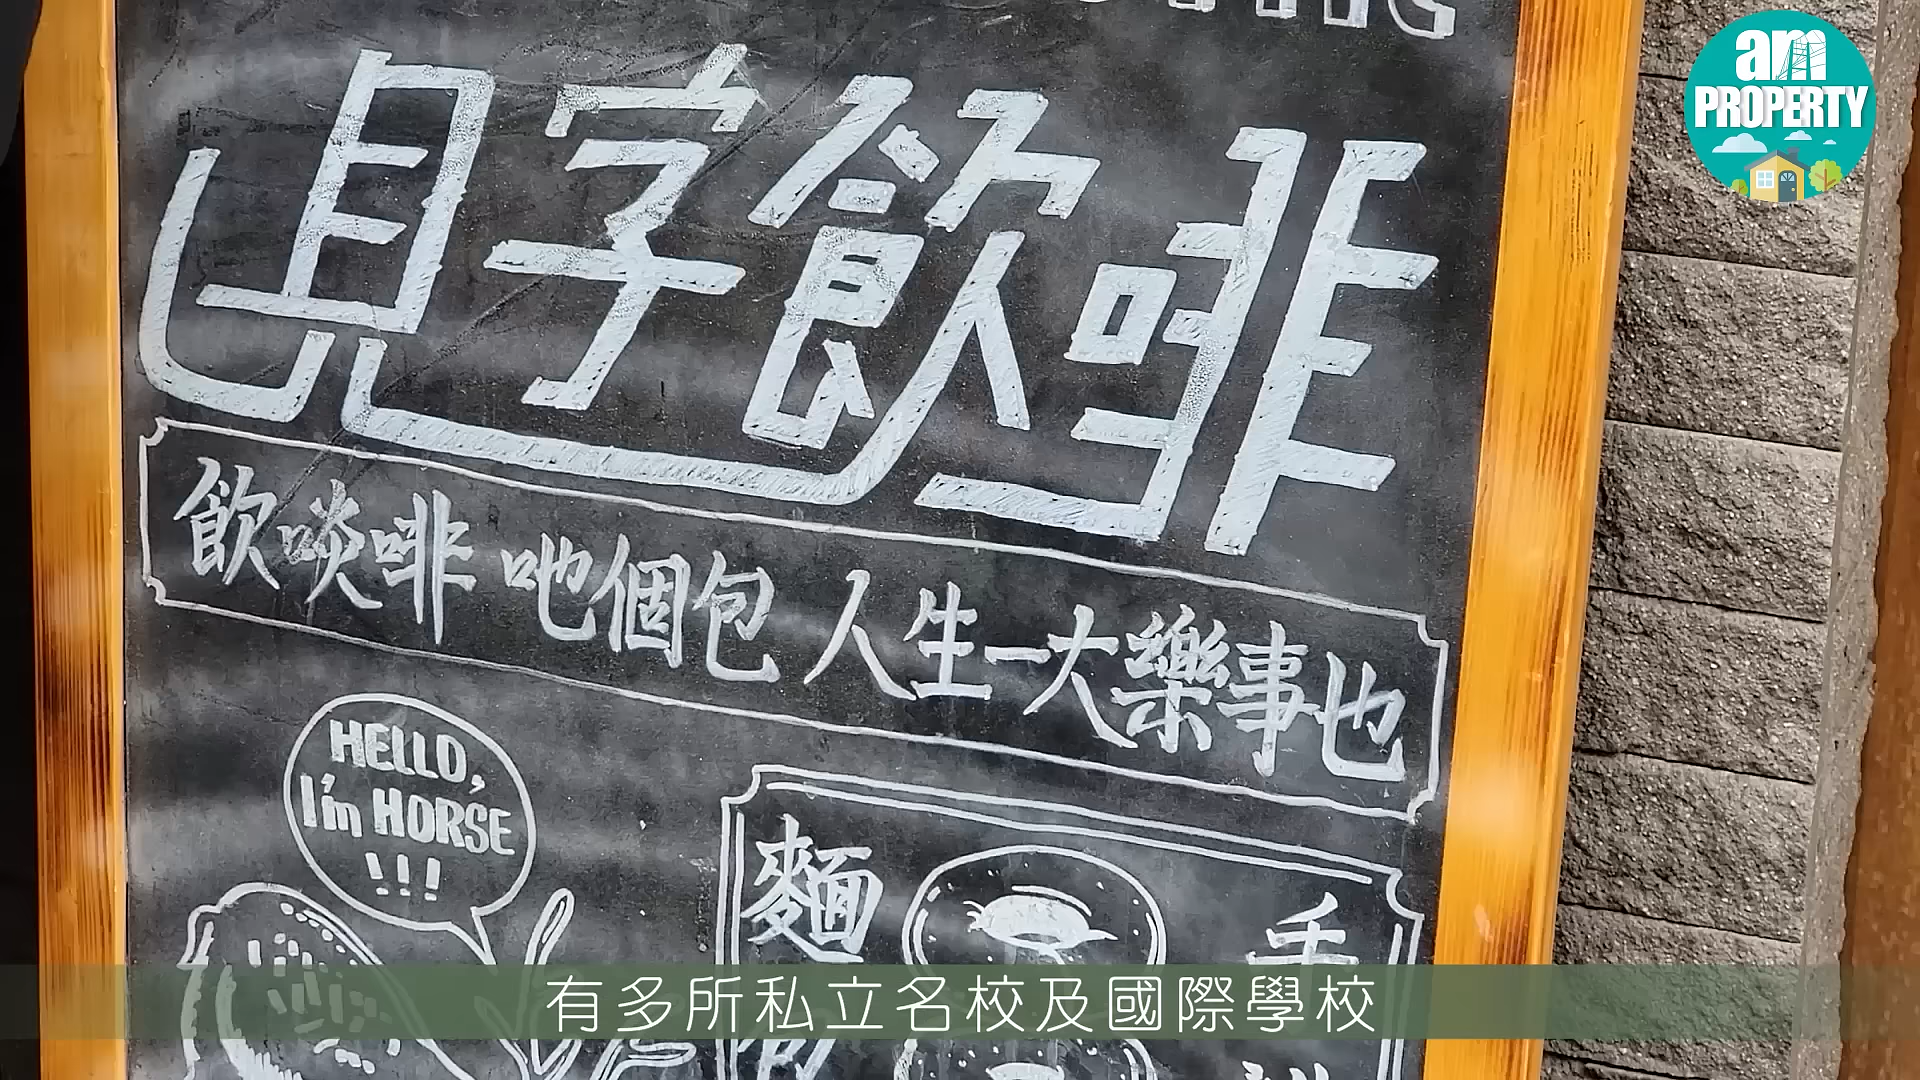 am
PROPERTY
見字飲啡
飲啖啡 吔個包 人生一大樂事也
HELLO,
I'm HORSE
!!!
麵
手
有多所私立名校及國際學校